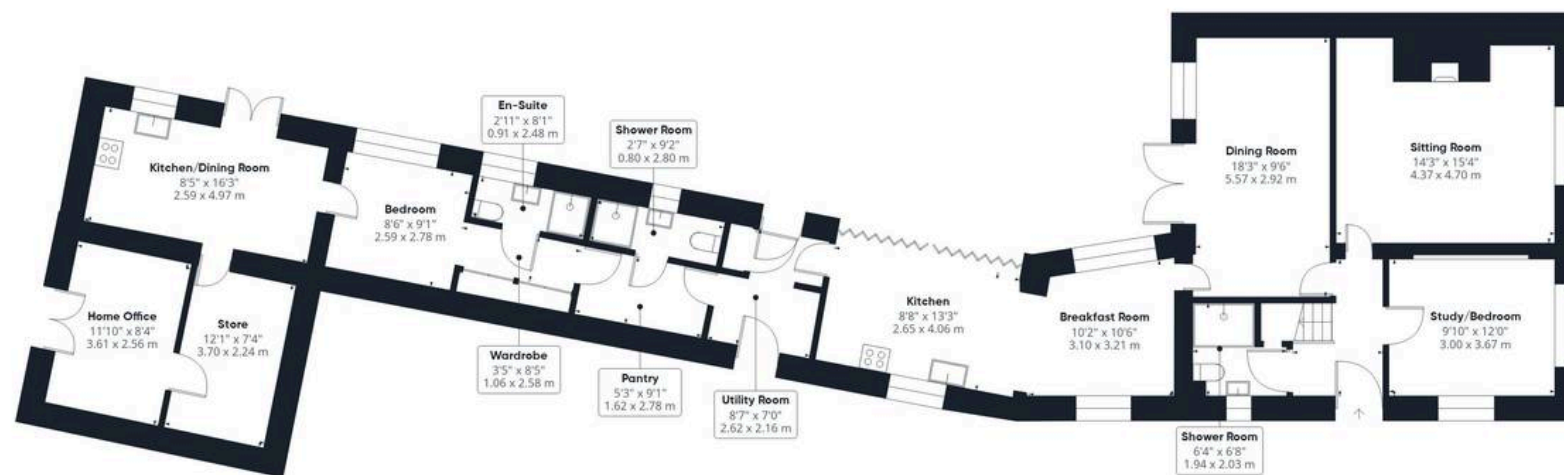 Kitchen/Dining Room
8'5" x 16'3"
2.59 x 4.97 m
Home Office
11'10" x 8'4"
3.61 x 2.56 m
Store
12'1" x 7'4"
3.70 x 2.24 m
Bedroom
8'6" x 9'1"
2.59 x 2.78 m
En-Suite
2'11" x 8'1"
0.91 x 2.48 m
Shower Room
2'7" x 9'2"
0.80 x 2.80 m
Wardrobe
3'5" x 8'5"
1.06 x 2.58 m
Pantry
5'3" x 9'1"
1.62 x 2.78 m
Utility Room
8'7" x 7'0"
2.62 x 2.16 m
Kitchen
8'8" x 13'3"
2.65 x 4.06 m
Breakfast Room
10'2" x 10'6"
3.10 x 3.21 m
Dining Room
18'3" x 9'6"
5.57 x 2.92 m
Sitting Room
14'3" x 15'4"
4.37 x 4.70 m
Study/Bedroom
9'10" x 12'0"
3.00 x 3.67 m
Shower Room
6'4" x 6'8"
1.94 x 2.03 m